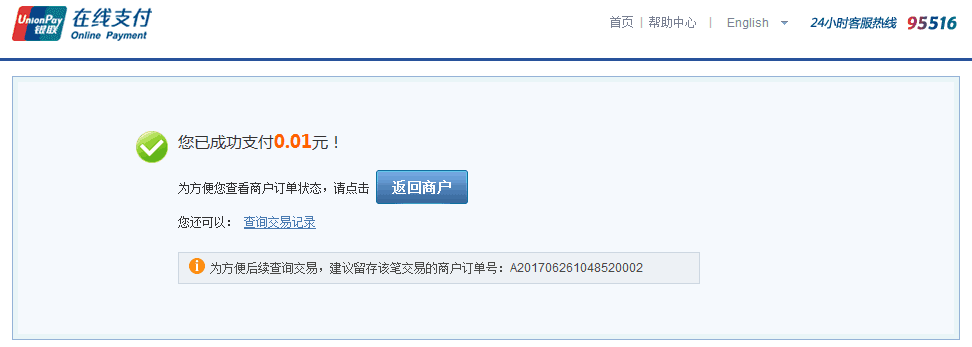 UnionPay 银联 在线支付
Online Payment
首页 | 帮助中心 | English 24小时客服热线 95516
您已成功支付0.01元！
为方便您查看商户订单状态，请点击 返回商户
您还可以： 查询交易记录
为方便后续查询交易，建议留存该笔交易的商户订单号：A201706261048520002